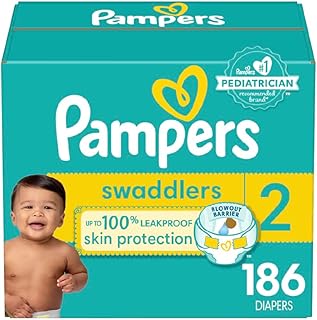 Pampers
Pampers #1
PEDIATRICIAN
recommended
brand*
Pampers
swaddlers
2
UP TO 100% LEAKPROOF
skin protection
BLOWOUT
BARRIER
186
DIAPERS